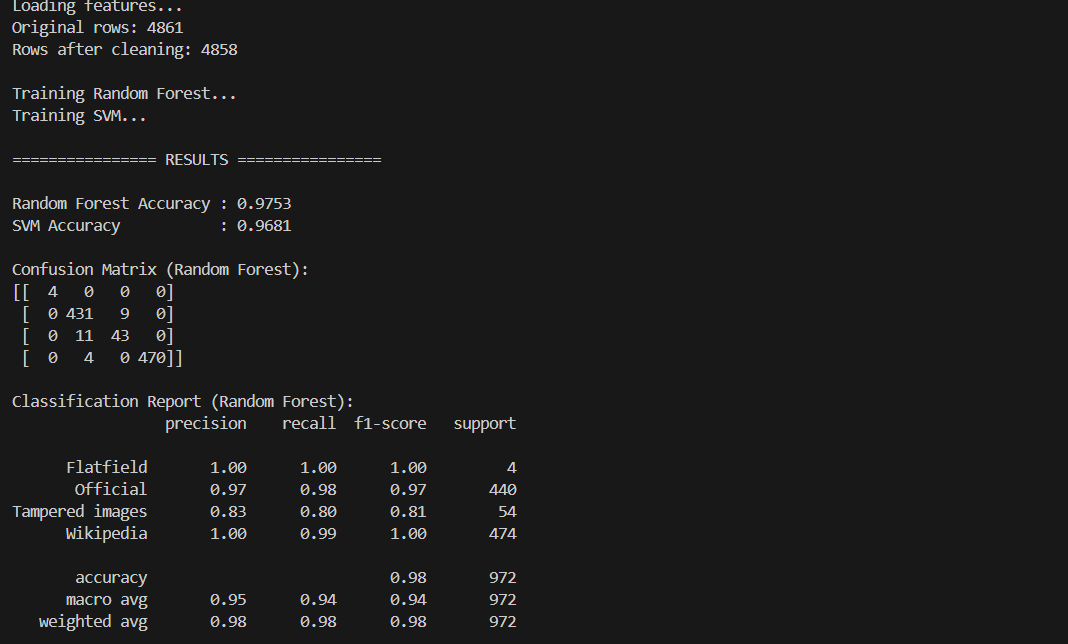 Loading features...
Original rows: 4861
Rows after cleaning: 4858

Training Random Forest...
Training SVM...

================ RESULTS ================

Random Forest Accuracy : 0.9753
SVM Accuracy           : 0.9681

Confusion Matrix (Random Forest):
[[  4   0   0   0]
 [  0 431   9   0]
 [  0  11  43   0]
 [  0   4   0 470]]

Classification Report (Random Forest):
                 precision    recall  f1-score   support

      Flatfield       1.00      1.00      1.00         4
       Official       0.97      0.98      0.97       440
Tampered images       0.83      0.80      0.81        54
      Wikipedia       1.00      0.99      1.00       474

       accuracy                           0.98       972
      macro avg       0.95      0.94      0.94       972
   weighted avg       0.98      0.98      0.98       972